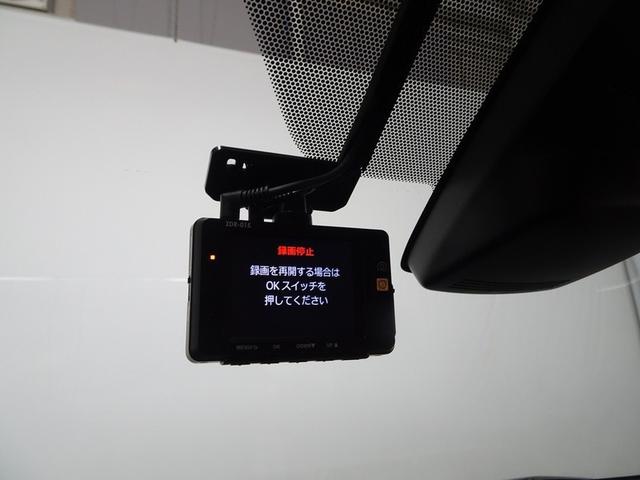 録画停止
録画を再開する場合は
OKスイッチを
押してください